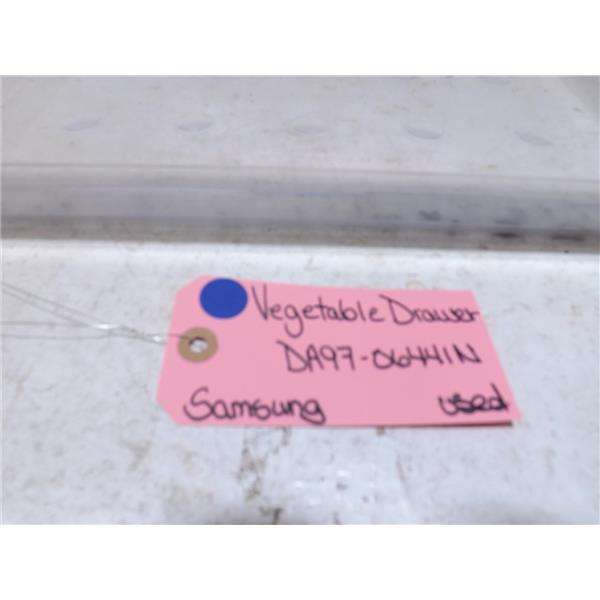 Vegetable Drawer
DA97-06441N
Samsung used